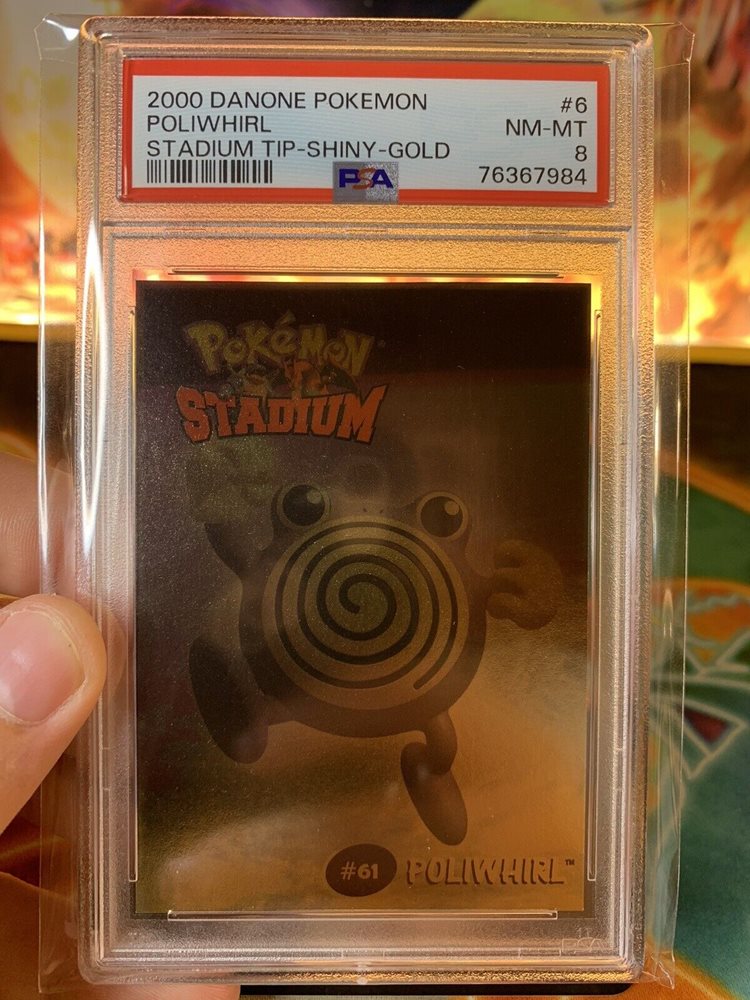 2000 DANONE POKEMON #6
POLIWHIRL NM-MT
STADIUM TIP-SHINY-GOLD 8
PSA 76367984
POKéMON
STADIUM
#61 POLIWHIRL™